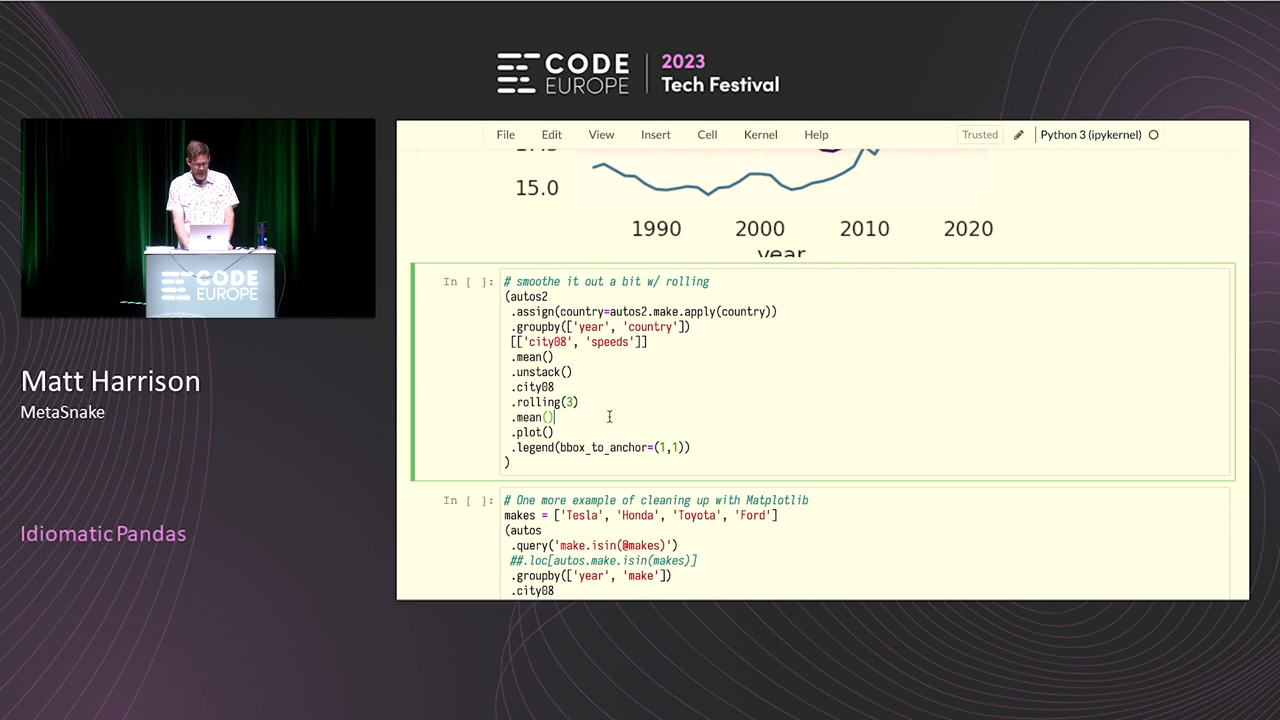 CODE
EUROPE
2023
Tech Festival
CODE
EUROPE
Matt Harrison
MetaSnake
Idiomatic Pandas
File Edit View Insert Cell Kernel Help Trusted Python 3 (ipykernel)
15.0
1990 2000 2010 2020
year
In [ ]:
# smoothe it out a bit w/ rolling
(autos2
.assign(country=autos2.make.apply(country))
.groupby(['year', 'country'])
[['city08', 'speeds']]
.mean()
.unstack()
.city08
.rolling(3)
.mean()
.plot()
.legend(bbox_to_anchor=(1,1))
)
In [ ]:
# One more example of cleaning up with Matplotlib
makes = ['Tesla', 'Honda', 'Toyota', 'Ford']
(autos
.query('make.isin(@makes)')
##.loc[autos.make.isin(makes)]
.groupby(['year', 'make'])
.city08